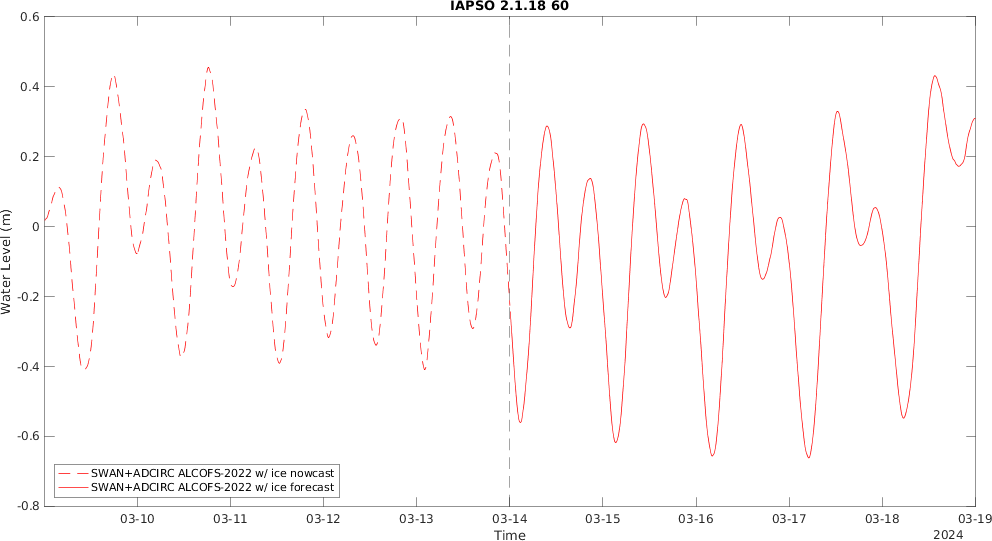 IAPSO 2.1.18 60
0.6
0.4
0.2
0
-0.2
-0.4
-0.6
-0.8
Water Level (m)
SWAN+ADCIRC ALCOFS-2022 w/ ice nowcast
SWAN+ADCIRC ALCOFS-2022 w/ ice forecast
03-10 03-11 03-12 03-13 03-14 03-15 03-16 03-17 03-18 03-19
Time
2024